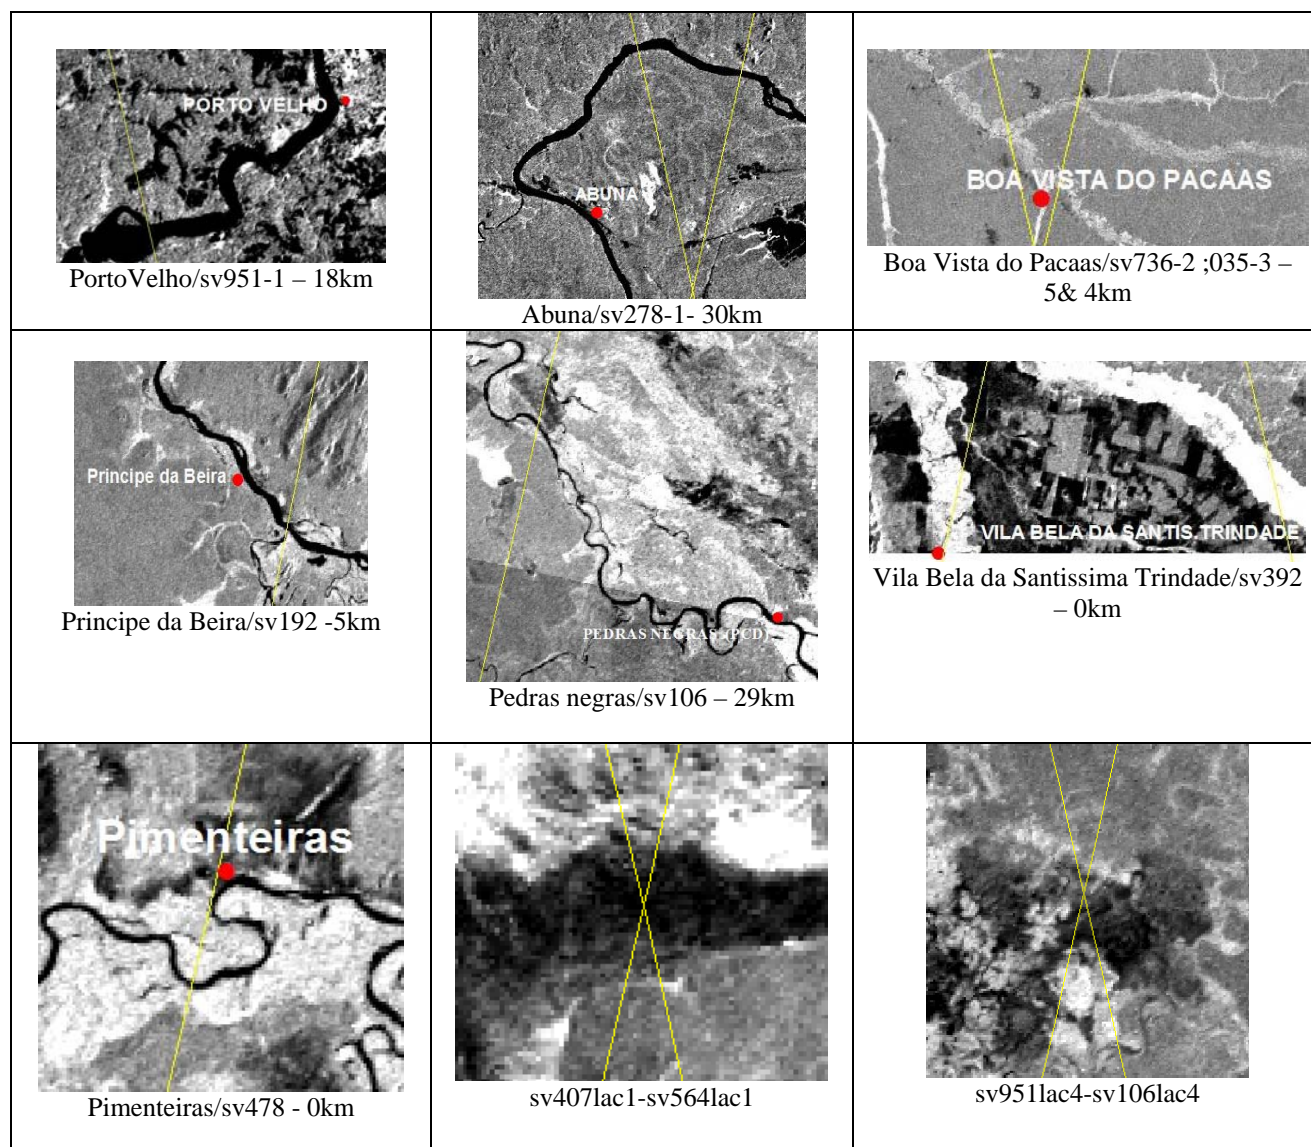 PORTO VELHO
PortoVelho/sv951-1 – 18km
ABUNA
Abuna/sv278-1- 30km
BOA VISTA DO PACAAS
Boa Vista do Pacaas/sv736-2 ;035-3 –
5& 4km
Principe da Beira
Principe da Beira/sv192 -5km
PEDRAS NEGRAS (PCD)
Pedras negras/sv106 – 29km
VILA BELA DA SANTIS.TRINDADE
Vila Bela da Santissima Trindade/sv392
– 0km
Pimenteiras
Pimenteiras/sv478 - 0km
sv407lac1-sv564lac1
sv951lac4-sv106lac4